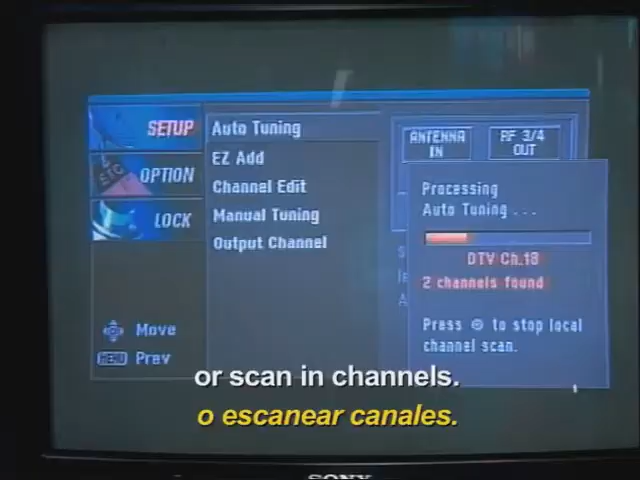 SETUP
OPTION
LOCK
Move
MENU Prev
Auto Tuning
EZ Add
Channel Edit
Manual Tuning
Output Channel
ANTENNA
IN
RF 3/4
OUT
Processing
Auto Tuning . . .
DTV Ch.18
2 channels found
Press ⊙ to stop local
channel scan.
or scan in channels.
o escanear canales.
SONY